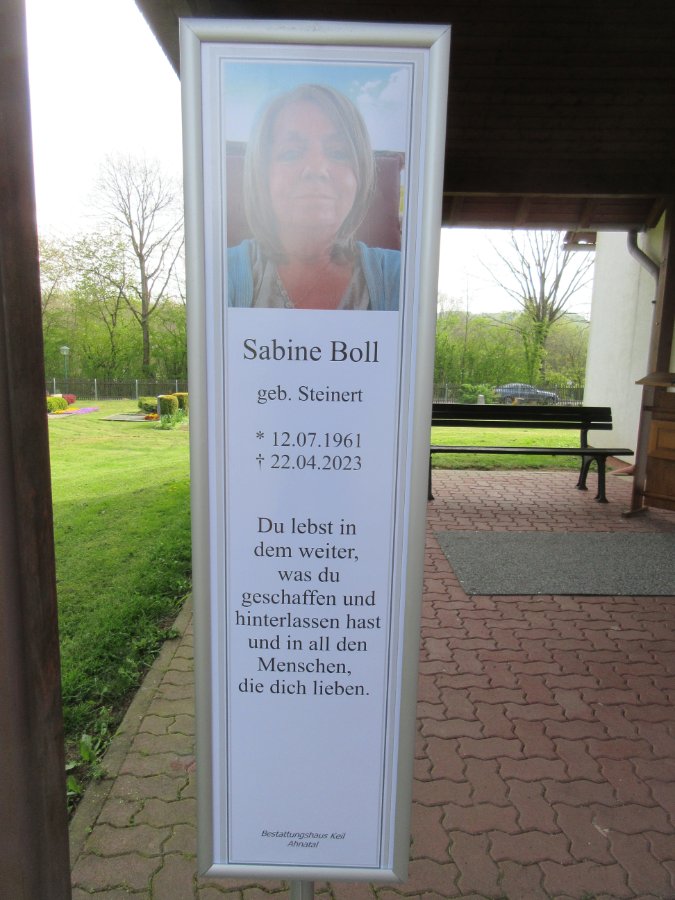 Sabine Boll
geb. Steinert
* 12.07.1961
† 22.04.2023
Du lebst in
dem weiter,
was du
geschaffen und
hinterlassen hast
und in all den
Menschen,
die dich lieben.
Bestattungshaus Keil
Ahnatal